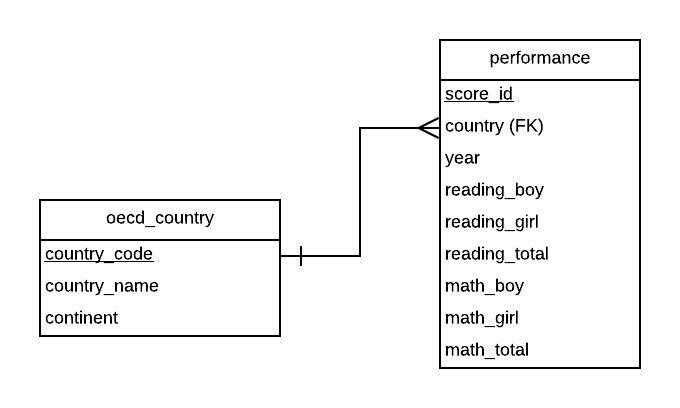 performance
score_id
country (FK)
year
reading_boy
reading_girl
reading_total
math_boy
math_girl
math_total
oecd_country
country_code
country_name
continent